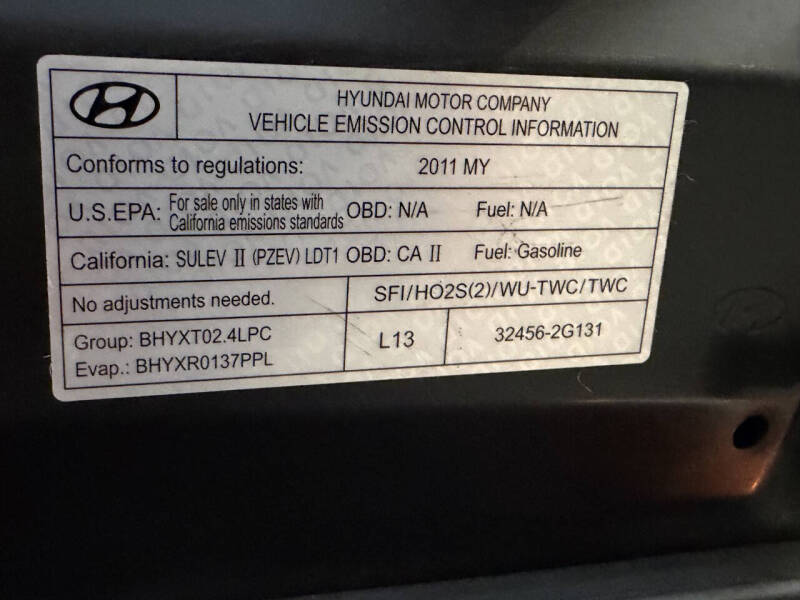 HYUNDAI MOTOR COMPANY
VEHICLE EMISSION CONTROL INFORMATION
Conforms to regulations: 2011 MY
U.S.EPA: For sale only in states with California emissions standards OBD: N/A Fuel: N/A
California: SULEV II (PZEV) LDT1 OBD: CA II Fuel: Gasoline
No adjustments needed. SFI/HO2S(2)/WU-TWC/TWC
Group: BHYXT02.4LPC
Evap.: BHYXR0137PPL
L13
32456-2G131